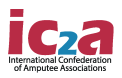 ic2a
International Confederation
of Amputee Associations